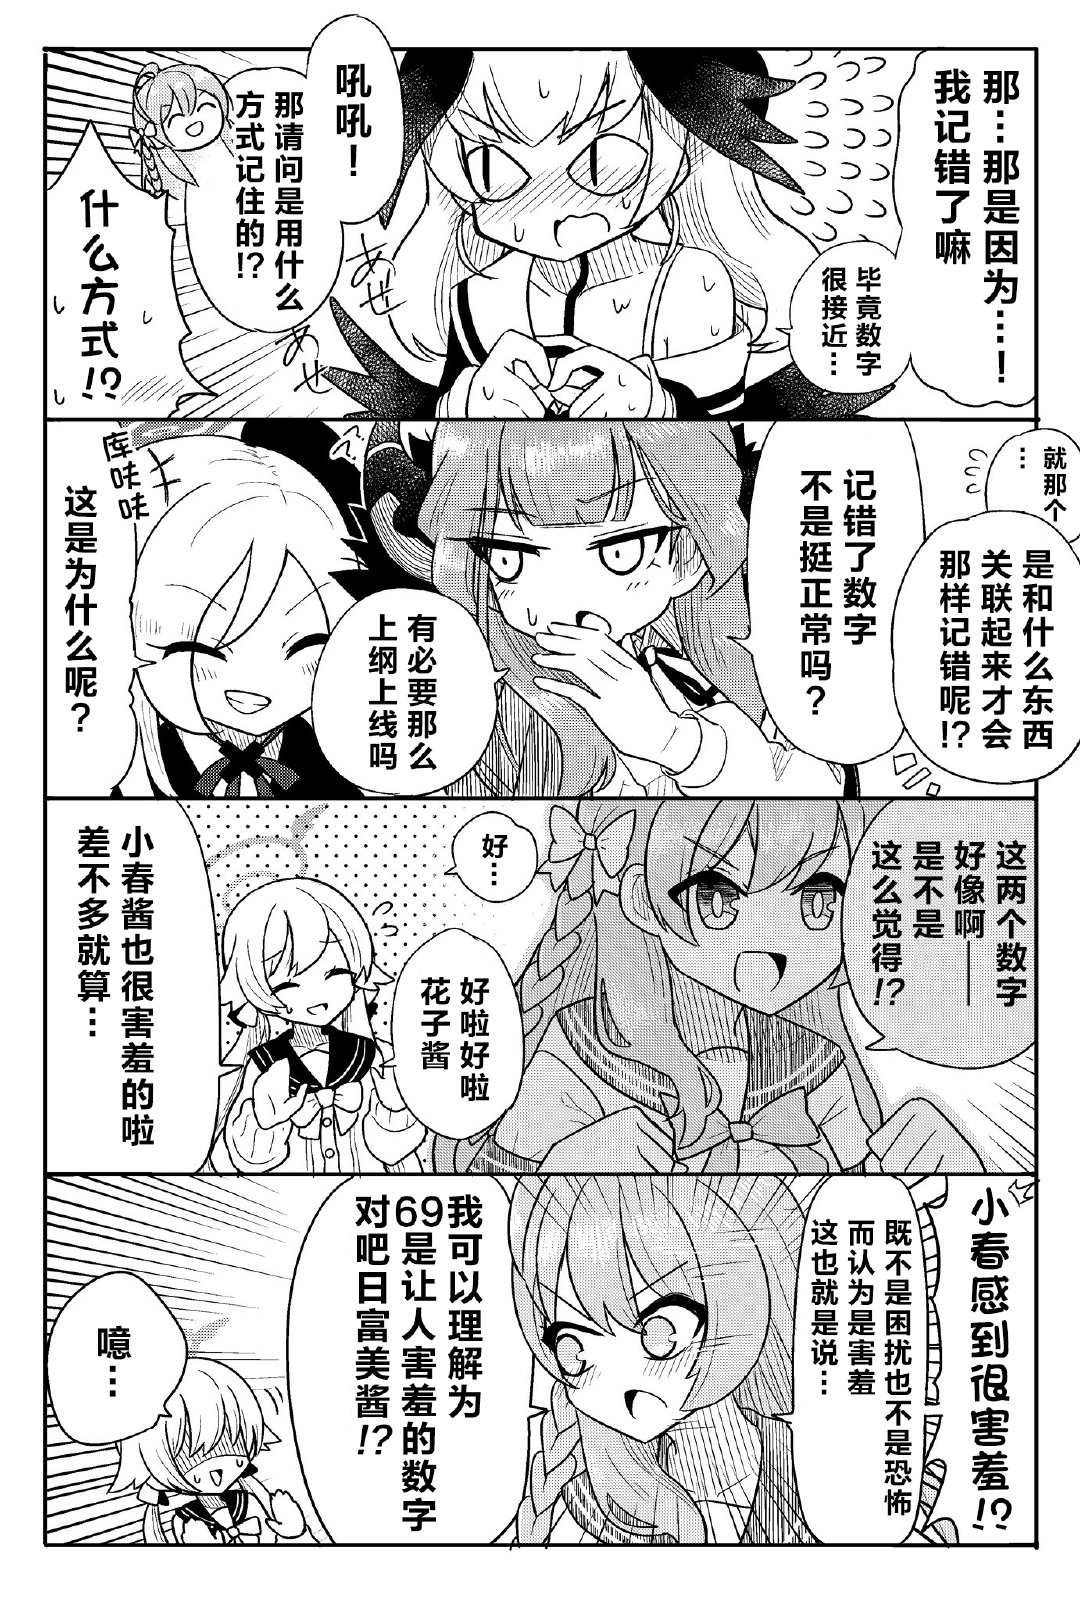 那…那是因为…！
我记错了嘛
毕竟数字
很接近…
吼吼！
那请问是用什么
方式记住的!?
あせ
あせ
什么方式!?
就那个
…
是和什么东西
关联起来才会
那样记错呢!?
记错了数字
不是挺正常吗？
有必要那么
上纲上线吗
库呋呋
这是为什么呢？
这两个数字
好像啊——
是不是
这么觉得!?
好…
好啦好啦
花子酱
小春酱也很害羞的啦
差不多就算…
小春感到很害羞!?
既不是困扰也不是恐怖
而认为是害羞
这也就是说…
我可以理解为
69是让人害羞的数字
对吧日富美酱!?
噫…